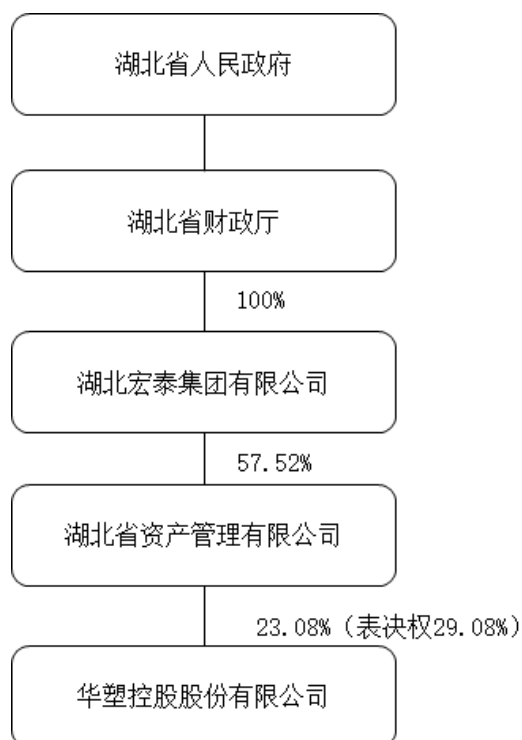 湖北省人民政府
湖北省财政厅
100%
湖北宏泰集团有限公司
57.52%
湖北省资产管理有限公司
23.08%（表决权29.08%）
华塑控股股份有限公司